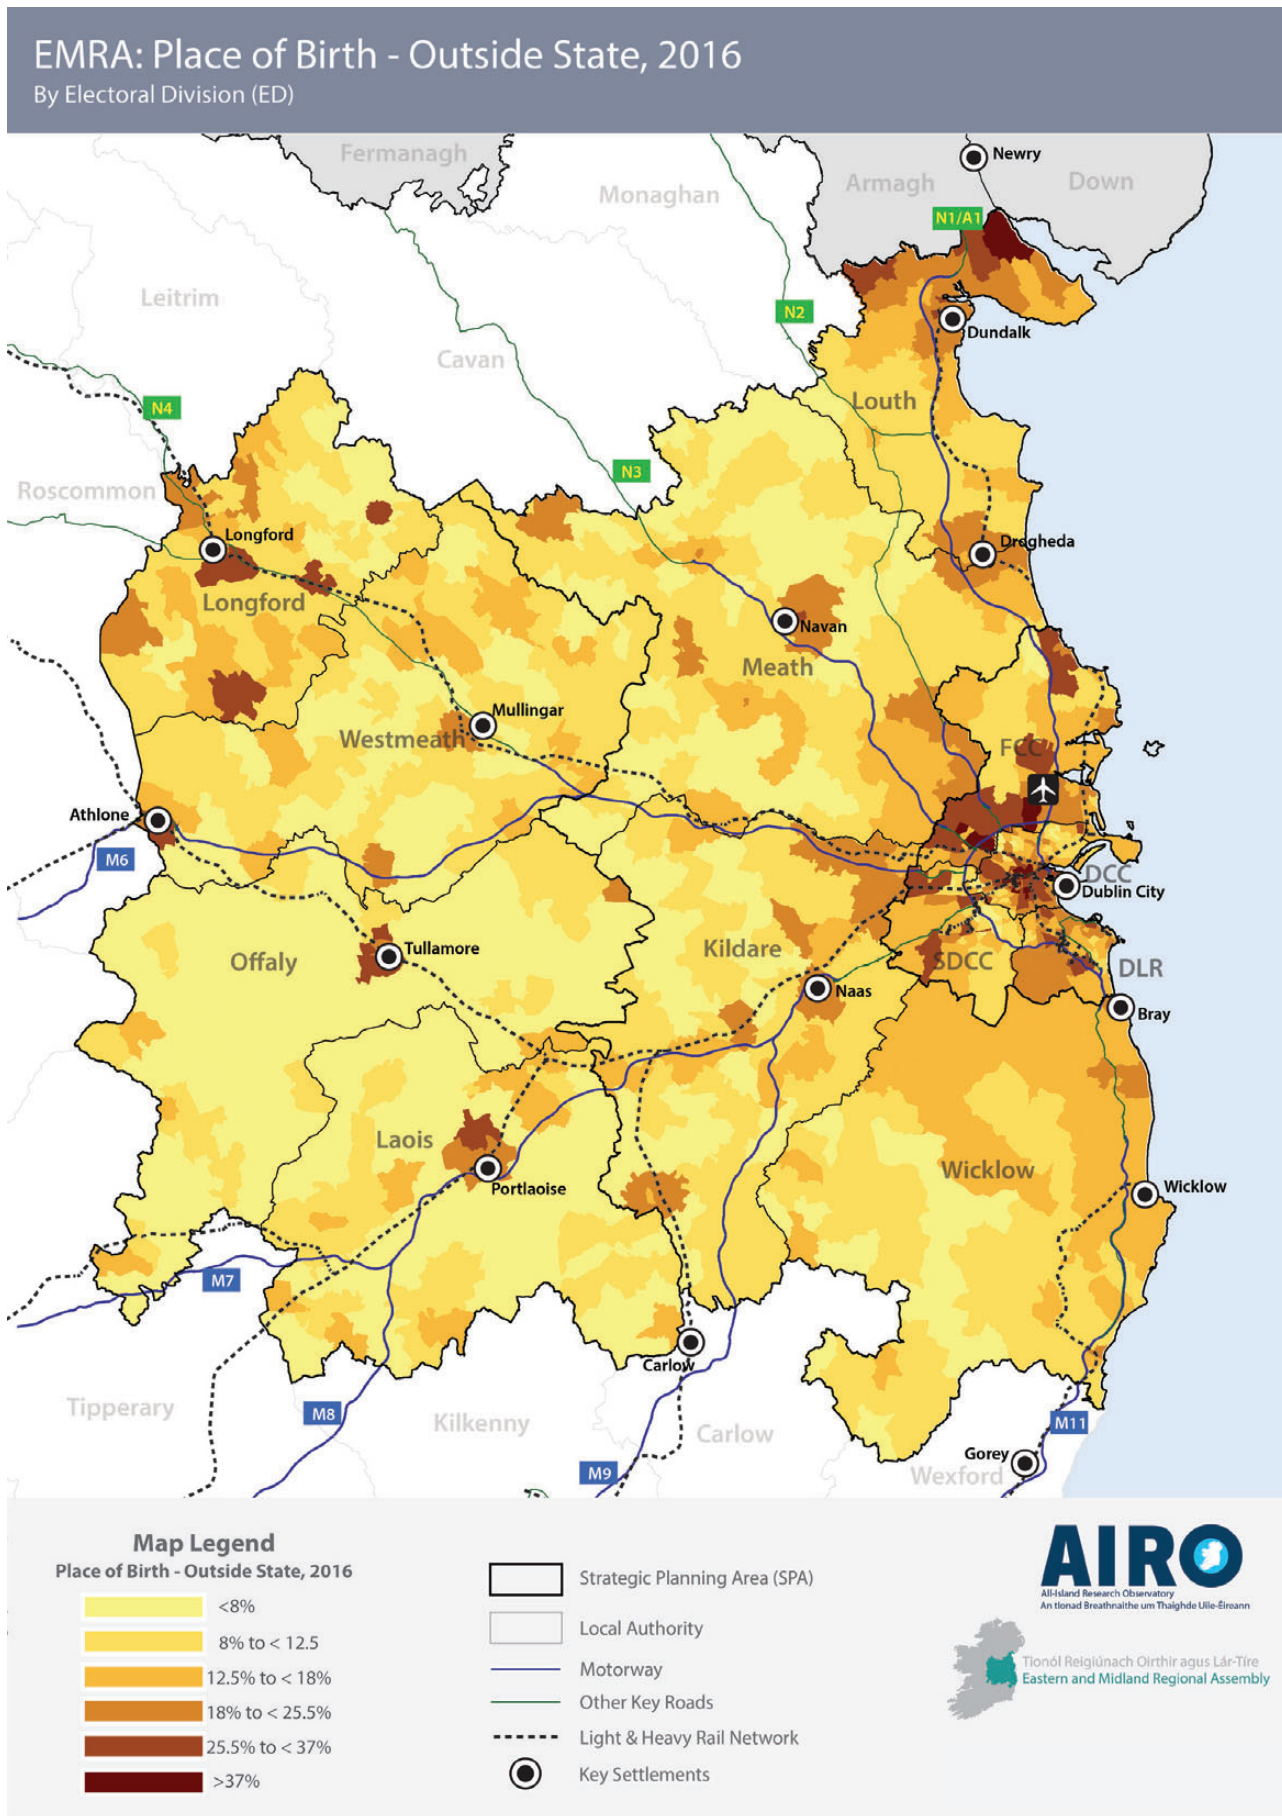 EMRA: Place of Birth - Outside State, 2016
By Electoral Division (ED)
Fermanagh
Newry
Armagh
Down
Monaghan
N1/A1
Leitrim
N2
Dundalk
Cavan
Louth
N4
N3
Roscommon
Longford
Drogheda
Longford
Navan
Meath
Mullingar
Westmeath
FCC
Athlone
M6
DCC
Dublin City
Tullamore
Kildare
Offaly
SDCC
DLR
Naas
Bray
Laois
Wicklow
Portlaoise
Wicklow
M7
Carlow
Tipperary
M8
Kilkenny
Carlow
M11
Gorey
M9
Wexford
Map Legend
Place of Birth - Outside State, 2016
<8%
8% to < 12.5
12.5% to < 18%
18% to < 25.5%
25.5% to < 37%
>37%
Strategic Planning Area (SPA)
Local Authority
Motorway
Other Key Roads
Light & Heavy Rail Network
Key Settlements
AIRO
All-Island Research Observatory
An tIonad Breathnaithe um Thaighde Uile-Éireann
Tionól Reigiúnach Oirthir agus Lár-Tíre
Eastern and Midland Regional Assembly